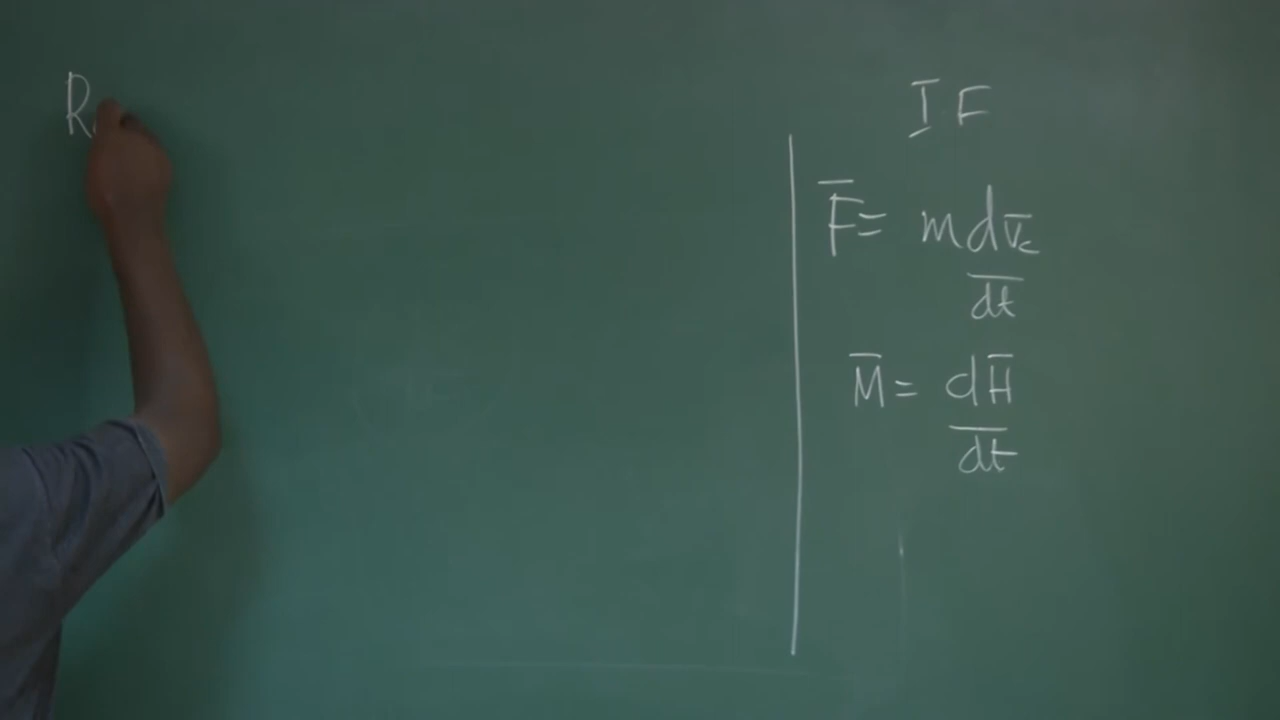 R
I F
F̅ = m dv̅c
dt
M̅ = dH̅
dt